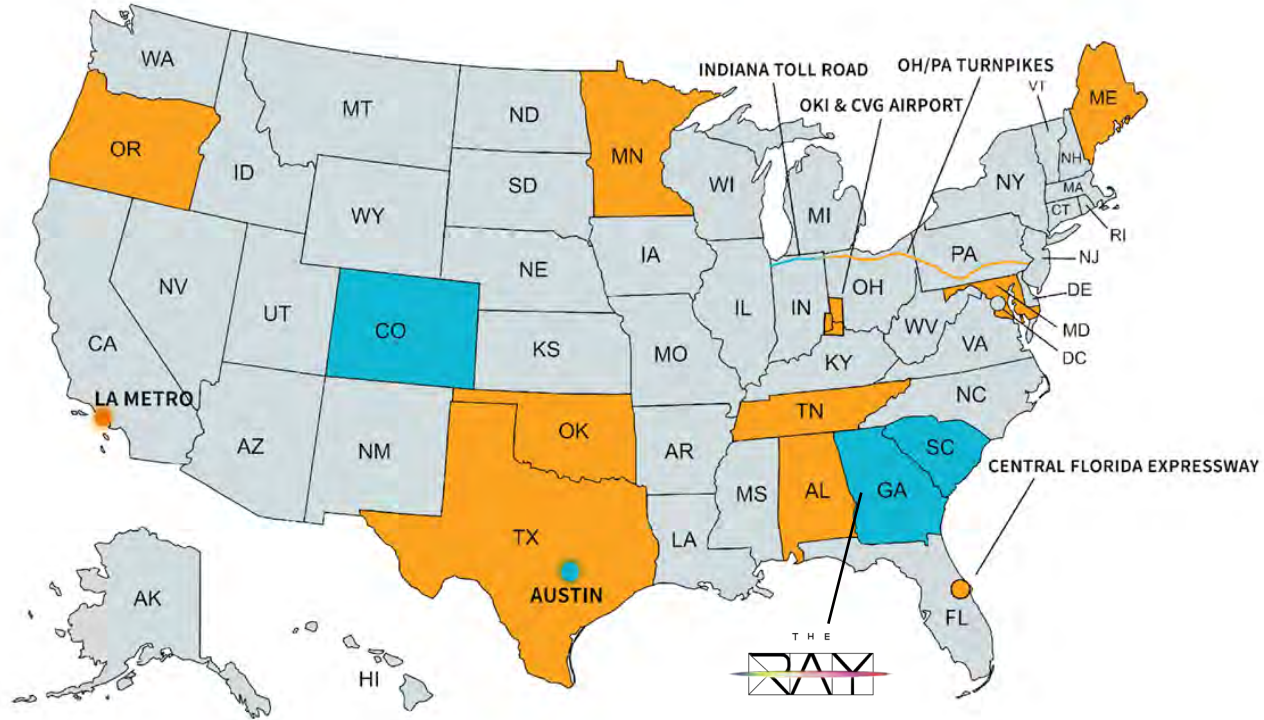 WA
MT
ND
MN
INDIANA TOLL ROAD
OH/PA TURNPIKES
OKI & CVG AIRPORT
VT
ME
OR
ID
SD
WI
MI
NY
NH
MA
CT
RI
WY
IA
PA
NJ
NE
NV
UT
CO
IL
IN
OH
DE
MD
DC
WV
VA
KY
CA
KS
MO
LA METRO
NC
TN
AZ
NM
OK
AR
SC
CENTRAL FLORIDA EXPRESSWAY
MS
AL
GA
TX
LA
AUSTIN
AK
FL
HI
THE
RAY